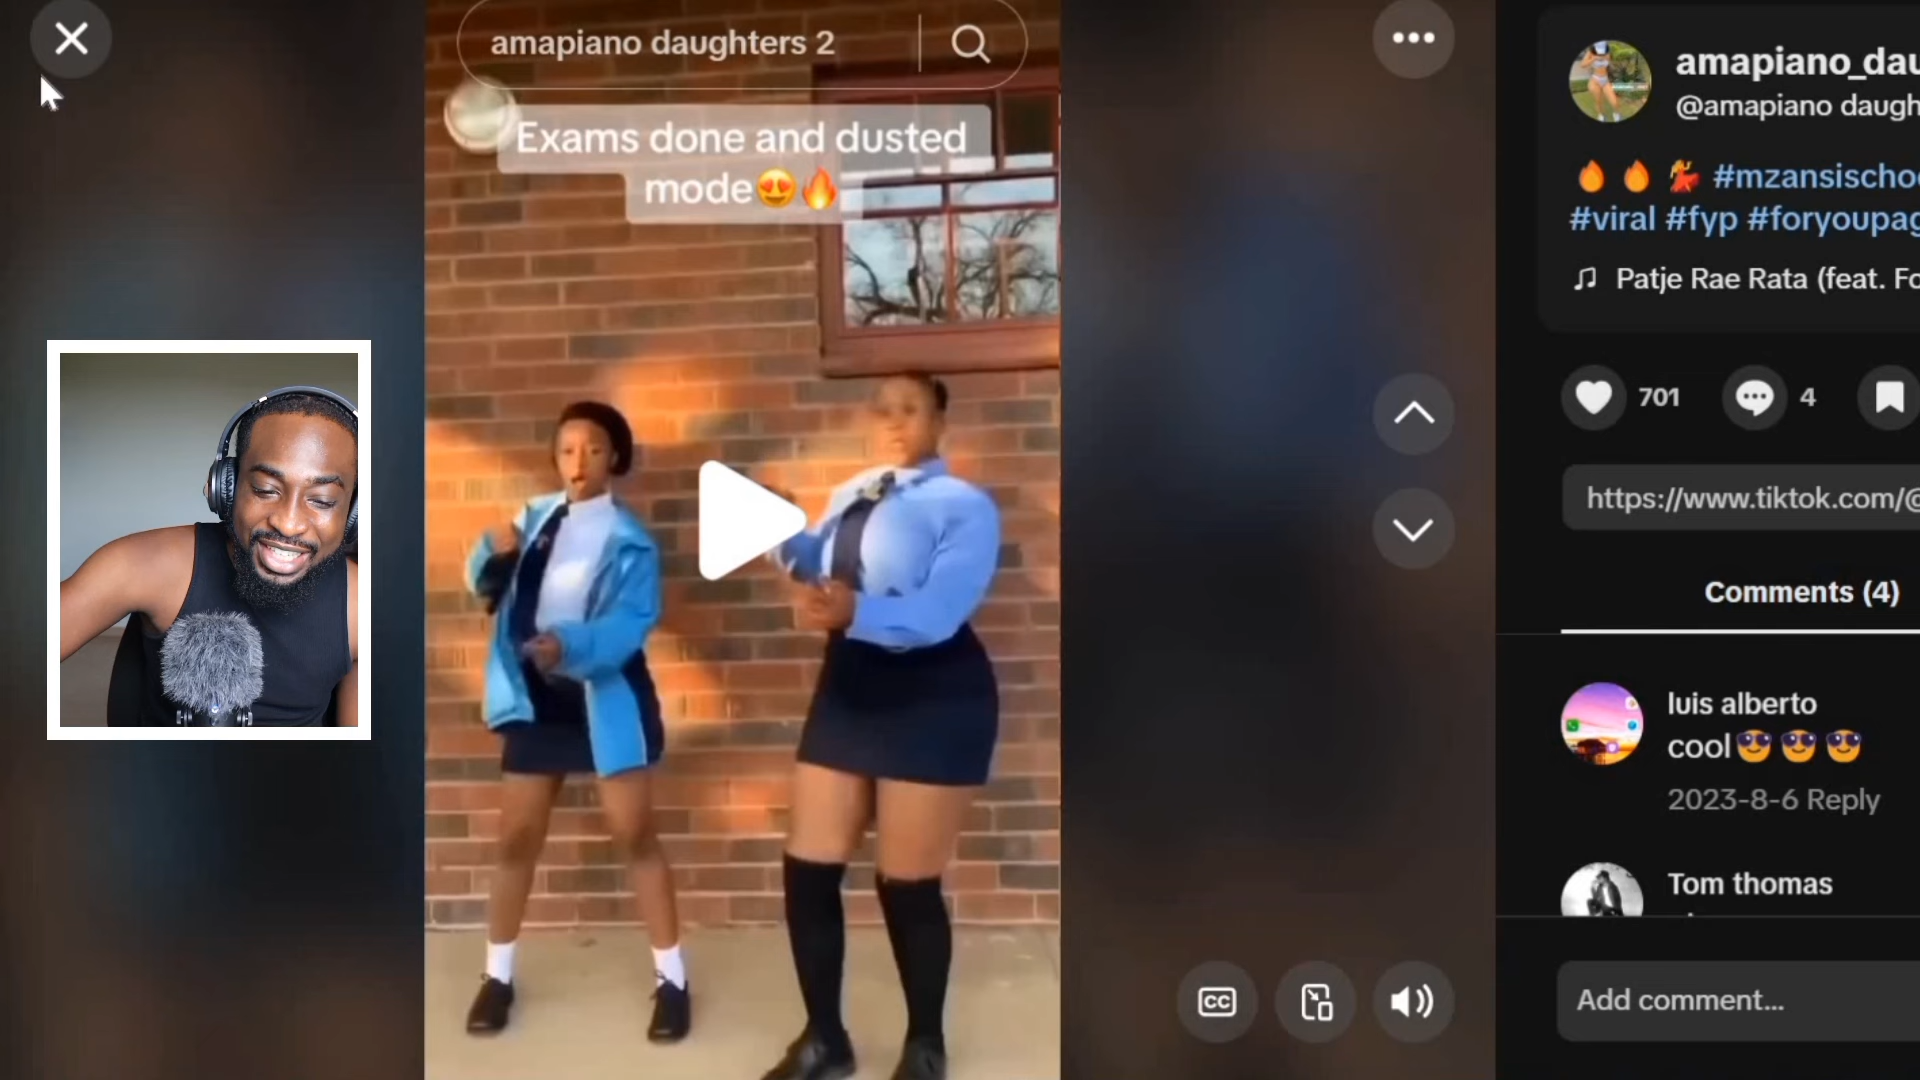 amapiano daughters 2
Exams done and dusted
mode😍🔥
amapiano_dau
@amapiano daugh
🔥 🔥 💃 #mzansischoo
#viral #fyp #foryoupag
Patje Rae Rata (feat. Fo
701
4
https://www.tiktok.com/@
Comments (4)
luis alberto
cool😎😎😎
2023-8-6 Reply
Tom thomas
Add comment...
CC